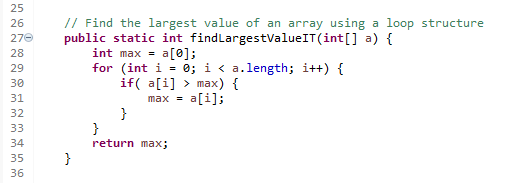 25
26 // Find the largest value of an array using a loop structure
27 public static int findLargestValueIT(int[] a) {
28 int max = a[0];
29 for (int i = 0; i < a.length; i++) {
30 if( a[i] > max) {
31 max = a[i];
32 }
33 }
34 return max;
35 }
36